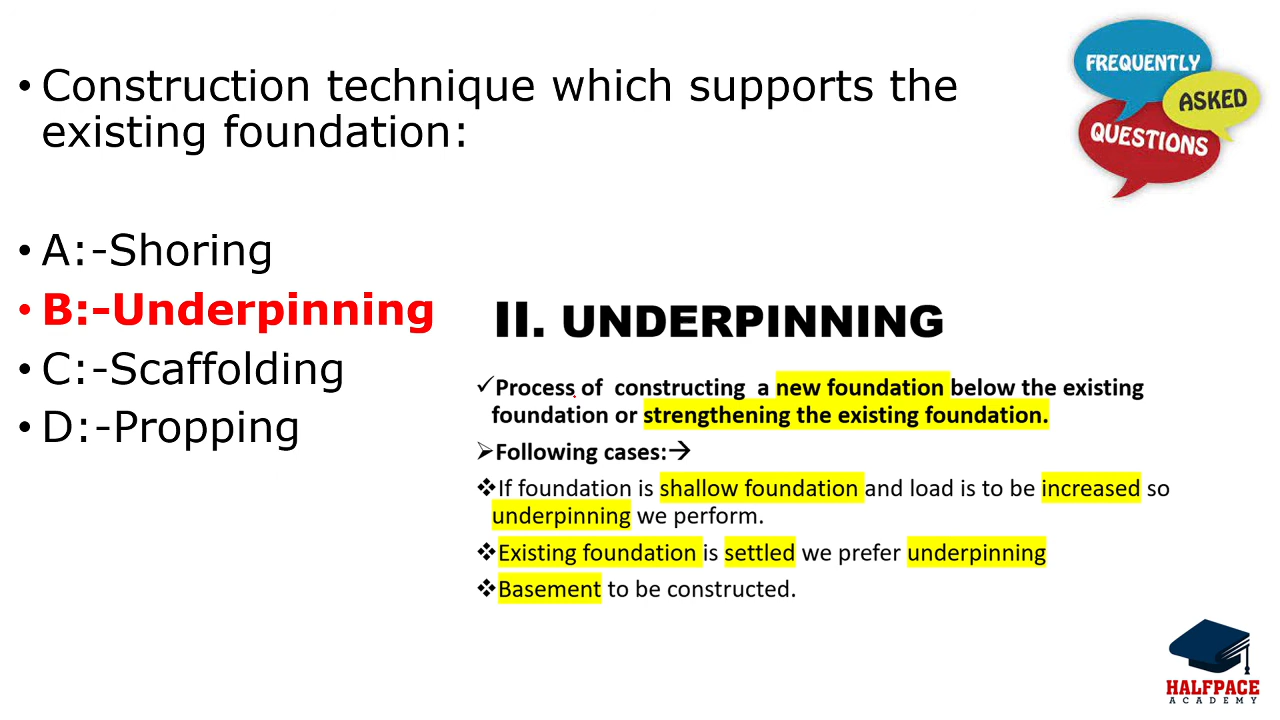 • Construction technique which supports the
existing foundation:
FREQUENTLY
ASKED
QUESTIONS
• A:-Shoring
• B:-Underpinning
• C:-Scaffolding
• D:-Propping
II. UNDERPINNING
✓Process of constructing a new foundation below the existing
foundation or strengthening the existing foundation.
➢Following cases:→
❖If foundation is shallow foundation and load is to be increased so
underpinning we perform.
❖Existing foundation is settled we prefer underpinning
❖Basement to be constructed.
HALFPACE
ACADEMY